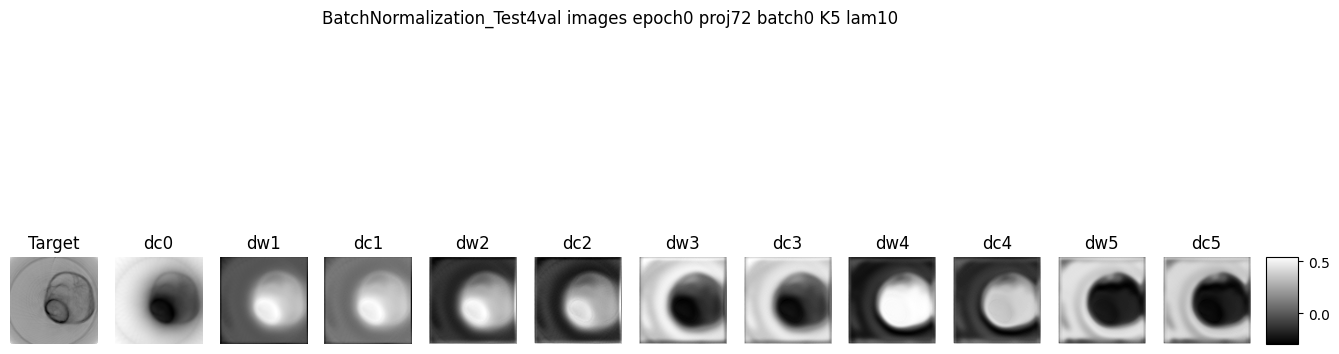 BatchNormalization_Test4val images epoch0 proj72 batch0 K5 lam10
Target dc0 dw1 dc1 dw2 dc2 dw3 dc3 dw4 dc4 dw5 dc5
0.5
0.0